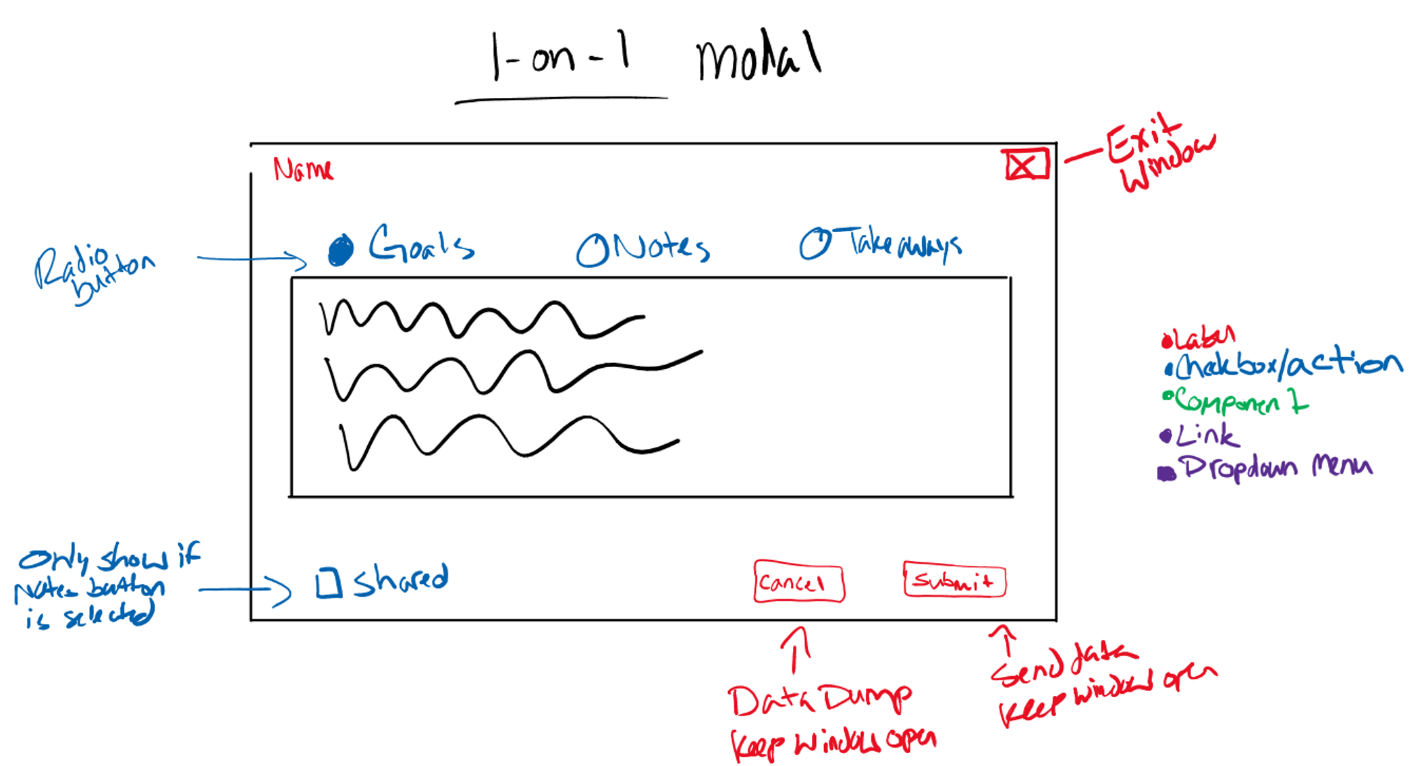 1-on-1 modal
Name
Exit
Window
Radio
button
Goals
Notes
Takeaways
Label
Checkbox/action
Component
Link
Dropdown Menu
Only show if
Notes button
is selected
Shared
Cancel
Submit
Data Dump
Keep Window open
Send data
Keep Window open